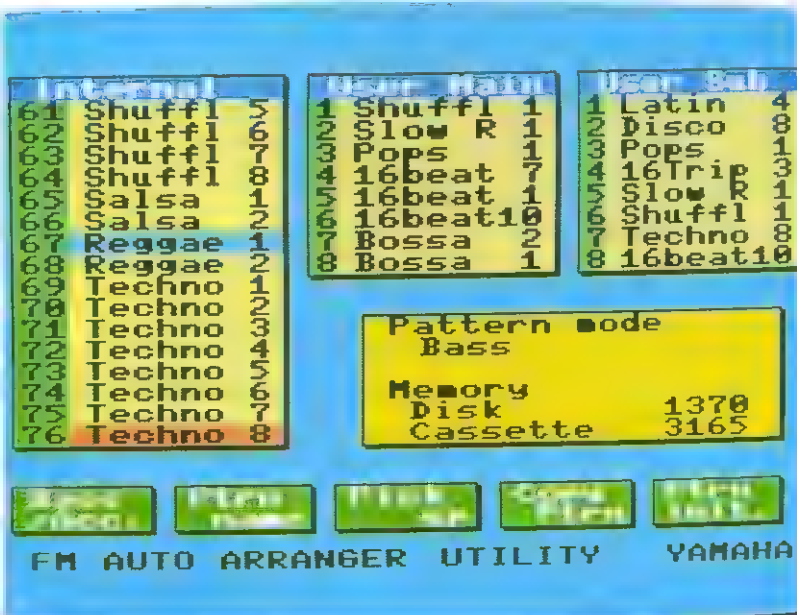 Internal
61 Shuffl 5
62 Shuffl 6
63 Shuffl 7
64 Shuffl 8
65 Salsa 1
66 Salsa 2
67 Reggae 1
68 Reggae 2
69 Techno 1
70 Techno 2
71 Techno 3
72 Techno 4
73 Techno 5
74 Techno 6
75 Techno 7
76 Techno 8
User Main
1 Shuffl 1
2 Slow R 1
3 Pops 1
4 16beat 7
5 16beat 1
6 16beat10
7 Bossa 2
8 Bossa 1
User Sub
1 Latin 4
2 Disco 8
3 Pops 1
4 16Trip 3
5 Slow R 1
6 Shuffl 1
7 Techno 8
8 16beat10
Pattern mode
Bass
Memory
Disk 1370
Cassette 3165
FM AUTO ARRANGER UTILITY YAMAHA